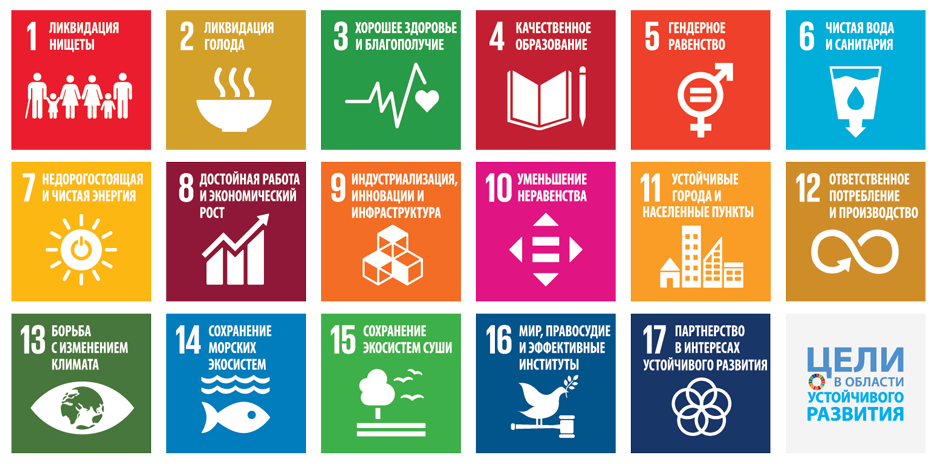 1 ЛИКВИДАЦИЯ
НИЩЕТЫ
2 ЛИКВИДАЦИЯ
ГОЛОДА
3 ХОРОШЕЕ ЗДОРОВЬЕ
И БЛАГОПОЛУЧИЕ
4 КАЧЕСТВЕННОЕ
ОБРАЗОВАНИЕ
5 ГЕНДЕРНОЕ
РАВЕНСТВО
6 ЧИСТАЯ ВОДА
И САНИТАРИЯ
7 НЕДОРОГОСТОЯЩАЯ
И ЧИСТАЯ ЭНЕРГИЯ
8 ДОСТОЙНАЯ РАБОТА
И ЭКОНОМИЧЕСКИЙ
РОСТ
9 ИНДУСТРИАЛИЗАЦИЯ,
ИННОВАЦИИ И
ИНФРАСТРУКТУРА
10 УМЕНЬШЕНИЕ
НЕРАВЕНСТВА
11 УСТОЙЧИВЫЕ
ГОРОДА И
НАСЕЛЕННЫЕ ПУНКТЫ
12 ОТВЕТСТВЕННОЕ
ПОТРЕБЛЕНИЕ
И ПРОИЗВОДСТВО
13 БОРЬБА
С ИЗМЕНЕНИЕМ
КЛИМАТА
14 СОХРАНЕНИЕ
МОРСКИХ
ЭКОСИСТЕМ
15 СОХРАНЕНИЕ
ЭКОСИСТЕМ СУШИ
16 МИР, ПРАВОСУДИЕ
И ЭФФЕКТИВНЫЕ
ИНСТИТУТЫ
17 ПАРТНЕРСТВО
В ИНТЕРЕСАХ
УСТОЙЧИВОГО РАЗВИТИЯ
ЦЕЛИ
В ОБЛАСТИ
УСТОЙЧИВОГО
РАЗВИТИЯ